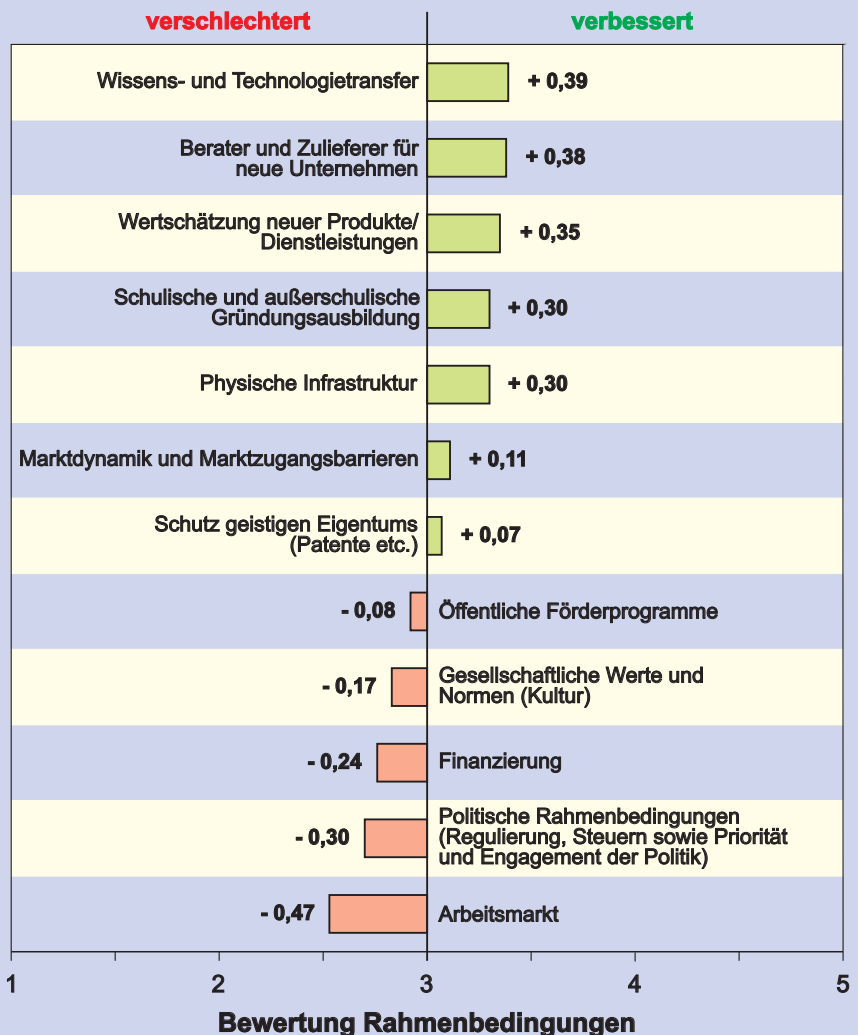 verschlechtert
verbessert
Wissens- und Technologietransfer
+ 0,39
Berater und Zulieferer für
neue Unternehmen
+ 0,38
Wertschätzung neuer Produkte/
Dienstleistungen
+ 0,35
Schulische und außerschulische
Gründungsausbildung
+ 0,30
Physische Infrastruktur
+ 0,30
Marktdynamik und Marktzugangsbarrieren
+ 0,11
Schutz geistigen Eigentums
(Patente etc.)
+ 0,07
- 0,08
Öffentliche Förderprogramme
- 0,17
Gesellschaftliche Werte und
Normen (Kultur)
- 0,24
Finanzierung
- 0,30
Politische Rahmenbedingungen
(Regulierung, Steuern sowie Priorität
und Engagement der Politik)
- 0,47
Arbeitsmarkt
1 2 3 4 5
Bewertung Rahmenbedingungen